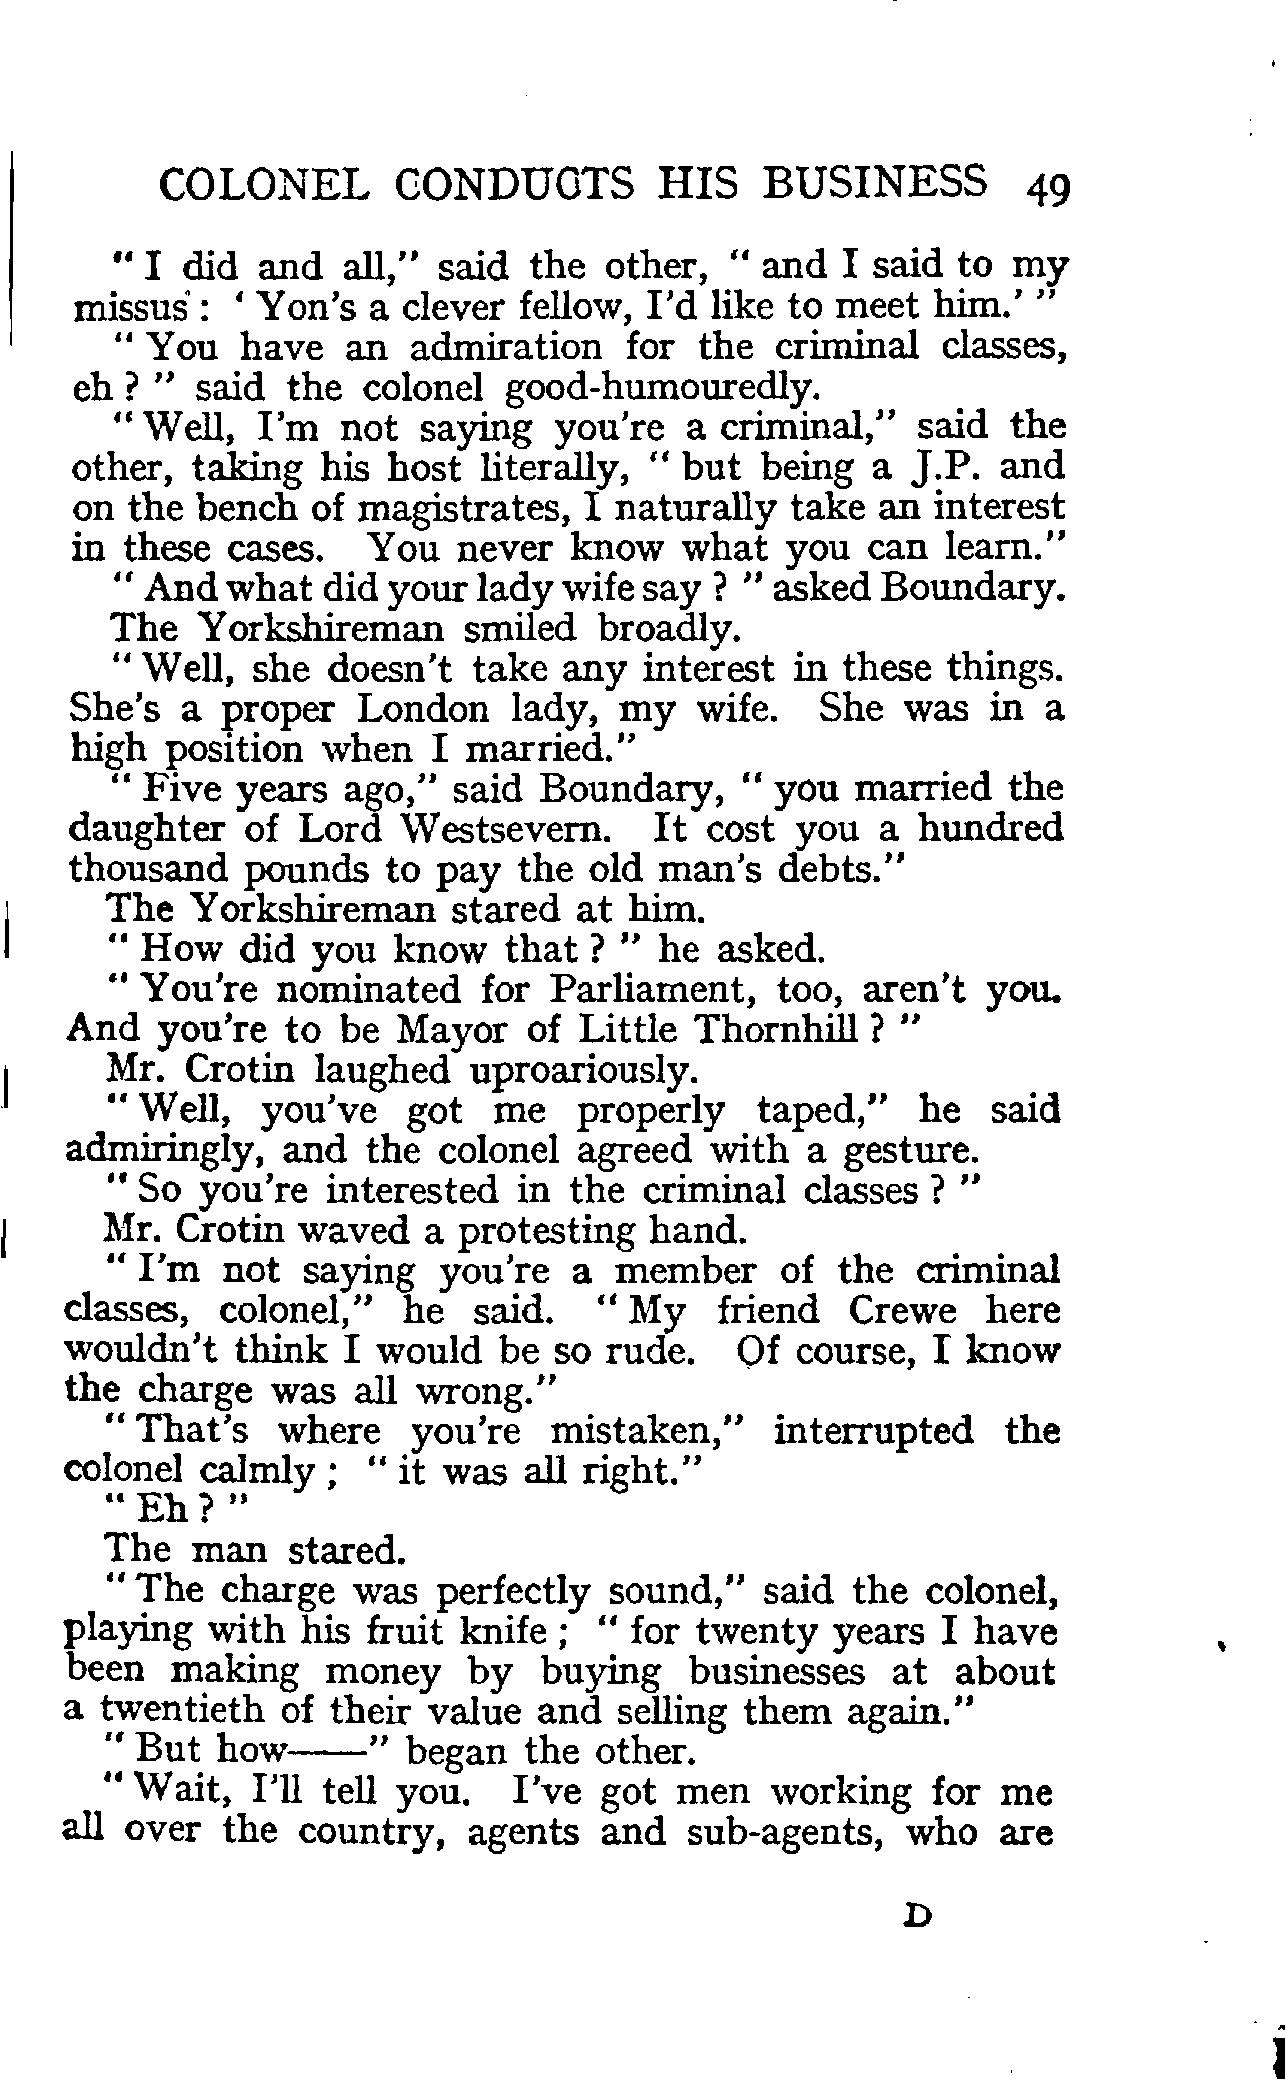 COLONEL CONDUCTS HIS BUSINESS 49
" I did and all," said the other, " and I said to my
missus : ' Yon's a clever fellow, I'd like to meet him.' "
" You have an admiration for the criminal classes,
eh ? " said the colonel good-humouredly.
" Well, I'm not saying you're a criminal," said the
other, taking his host literally, " but being a J.P. and
on the bench of magistrates, I naturally take an interest
in these cases. You never know what you can learn."
" And what did your lady wife say ? " asked Boundary.
The Yorkshireman smiled broadly.
" Well, she doesn't take any interest in these things.
She's a proper London lady, my wife. She was in a
high position when I married."
" Five years ago," said Boundary, " you married the
daughter of Lord Westsevern. It cost you a hundred
thousand pounds to pay the old man's debts."
The Yorkshireman stared at him.
" How did you know that ? " he asked.
" You're nominated for Parliament, too, aren't you.
And you're to be Mayor of Little Thornhill ? "
Mr. Crotin laughed uproariously.
" Well, you've got me properly taped," he said
admiringly, and the colonel agreed with a gesture.
" So you're interested in the criminal classes ? "
Mr. Crotin waved a protesting hand.
" I'm not saying you're a member of the criminal
classes, colonel," he said. " My friend Crewe here
wouldn't think I would be so rude. Of course, I know
the charge was all wrong."
" That's where you're mistaken," interrupted the
colonel calmly ; " it was all right."
" Eh ? "
The man stared.
" The charge was perfectly sound," said the colonel,
playing with his fruit knife ; " for twenty years I have
been making money by buying businesses at about
a twentieth of their value and selling them again."
" But how——" began the other.
" Wait, I'll tell you. I've got men working for me
all over the country, agents and sub-agents, who are
D